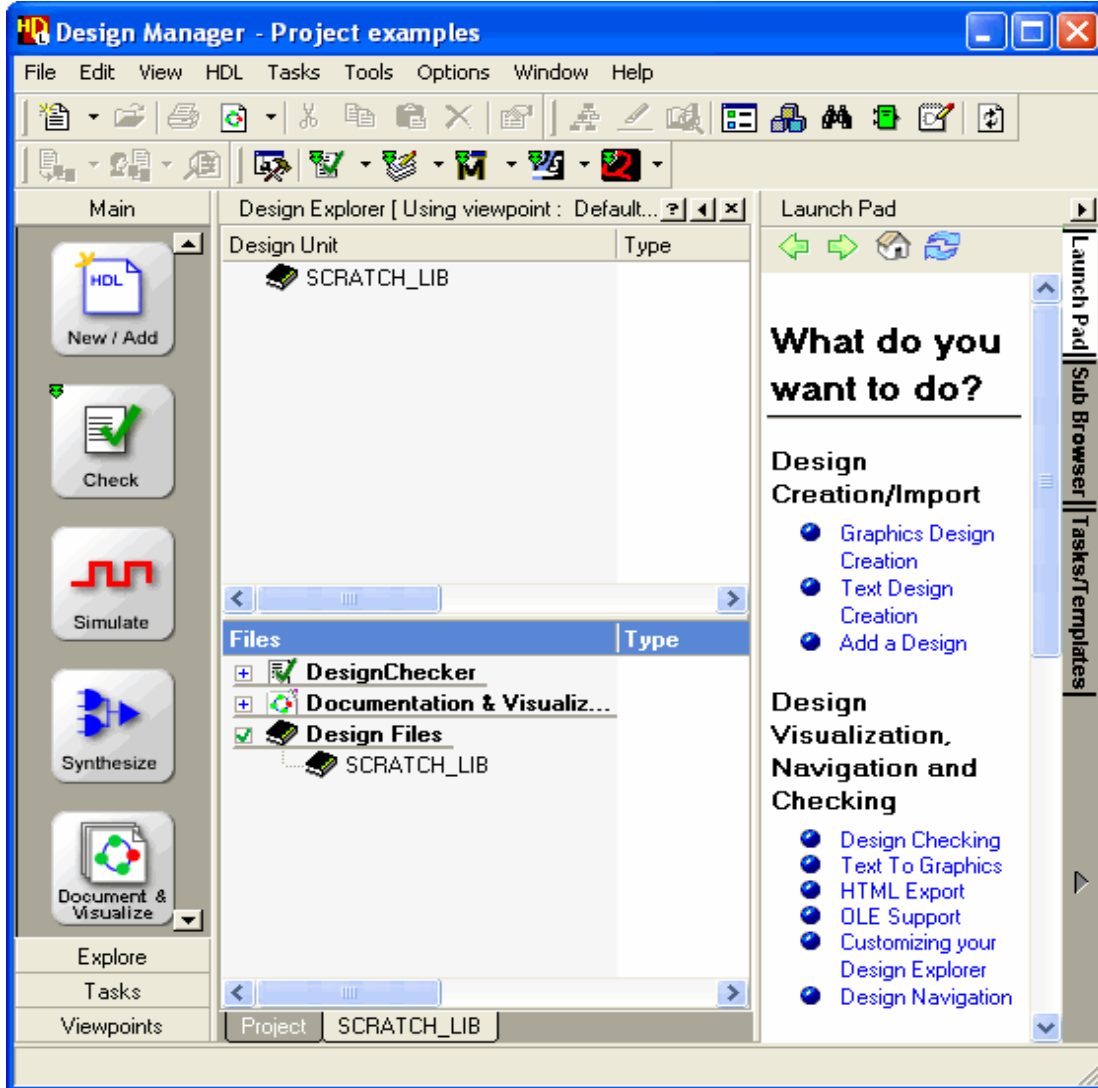 Design Manager - Project examples
File Edit View HDL Tasks Tools Options Window Help
Main
HDL
New / Add
Check
Simulate
Synthesize
Document &
Visualize
Explore
Tasks
Viewpoints
Design Explorer [ Using viewpoint : Default...
Design Unit Type
SCRATCH_LIB
Files Type
DesignChecker
Documentation & Visualiz...
Design Files
SCRATCH_LIB
Project SCRATCH_LIB
Launch Pad
What do you
want to do?
Design
Creation/Import
Graphics Design
Creation
Text Design
Creation
Add a Design
Design
Visualization,
Navigation and
Checking
Design Checking
Text To Graphics
HTML Export
OLE Support
Customizing your
Design Explorer
Design Navigation
Launch Pad
Sub Browser
Tasks/Templates